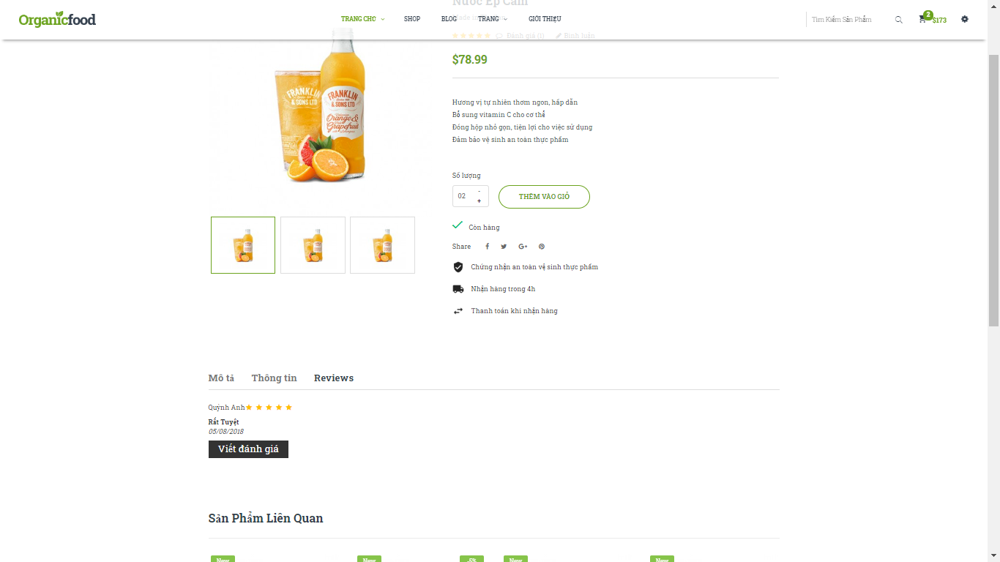 Organicfood
TRANG CHỦ
SHOP
BLOG
TRANG
GIỚI THIỆU
Tìm Kiếm Sản Phẩm
2
$173
Nước Ép Cam
Đánh giá (1)
Bình luận
$78.99
Hương vị tự nhiên thơm ngon, hấp dẫn
Bổ sung vitamin C cho cơ thể
Đóng hộp nhỏ gọn, tiện lợi cho việc sử dụng
Đảm bảo vệ sinh an toàn thực phẩm
FRANKLIN
& SONS LTD
FRANKLIN
& SONS LTD
Orange &
Grapefruit
Số lượng
02
-
+
THÊM VÀO GIỎ
Còn hàng
Share
Chứng nhận an toàn vệ sinh thực phẩm
Nhận hàng trong 4h
Thanh toán khi nhận hàng
Mô tả
Thông tin
Reviews
Quỳnh Anh
Rất Tuyệt
05/08/2018
Viết đánh giá
Sản Phẩm Liên Quan
New
New
-5%
New
New